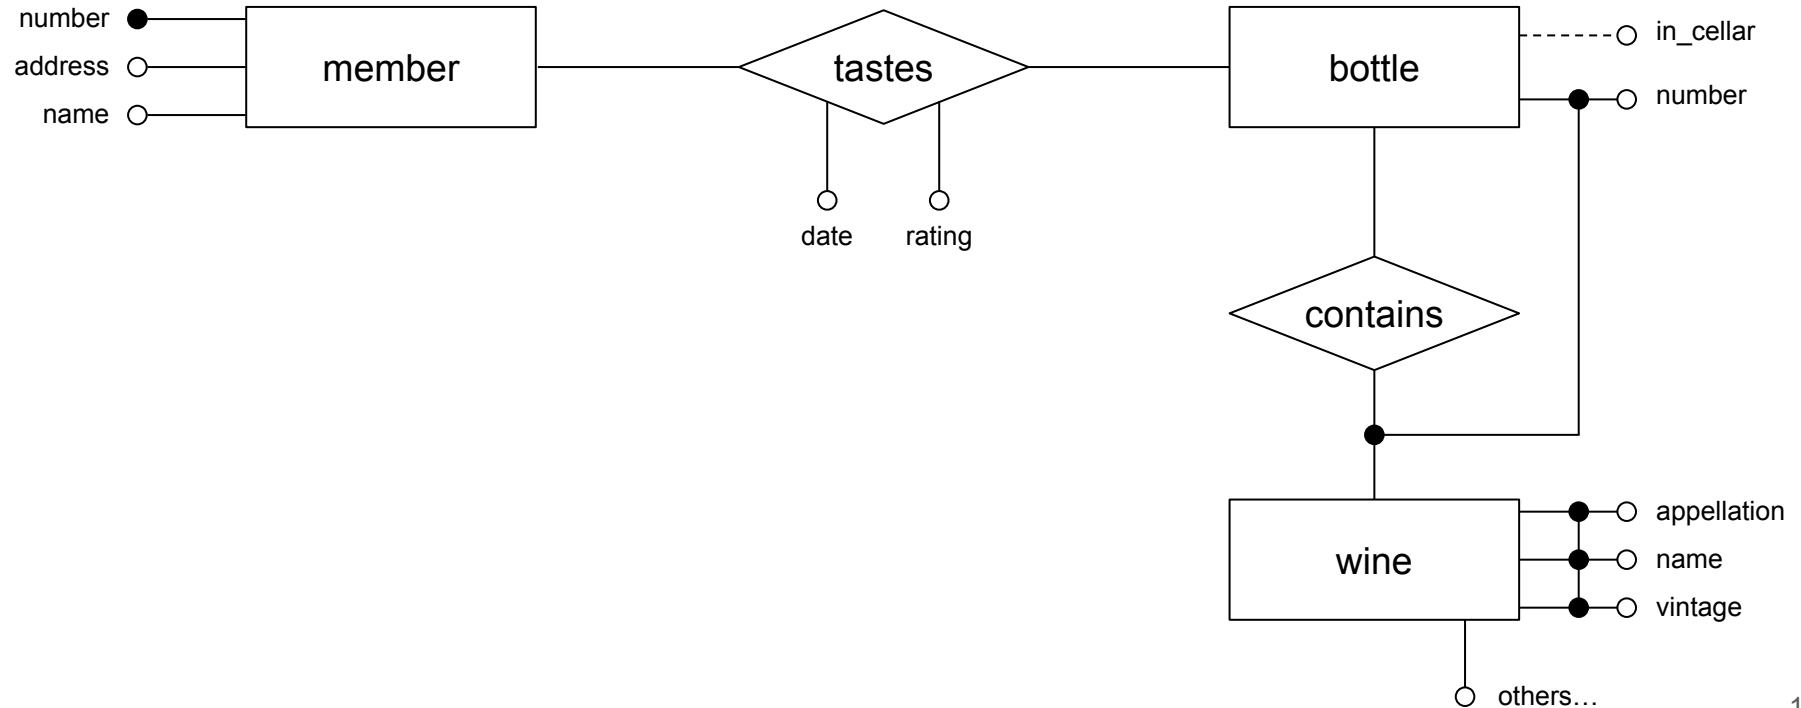 number
address
name
member
tastes
date
rating
bottle
in_cellar
number
contains
wine
appellation
name
vintage
others...
1